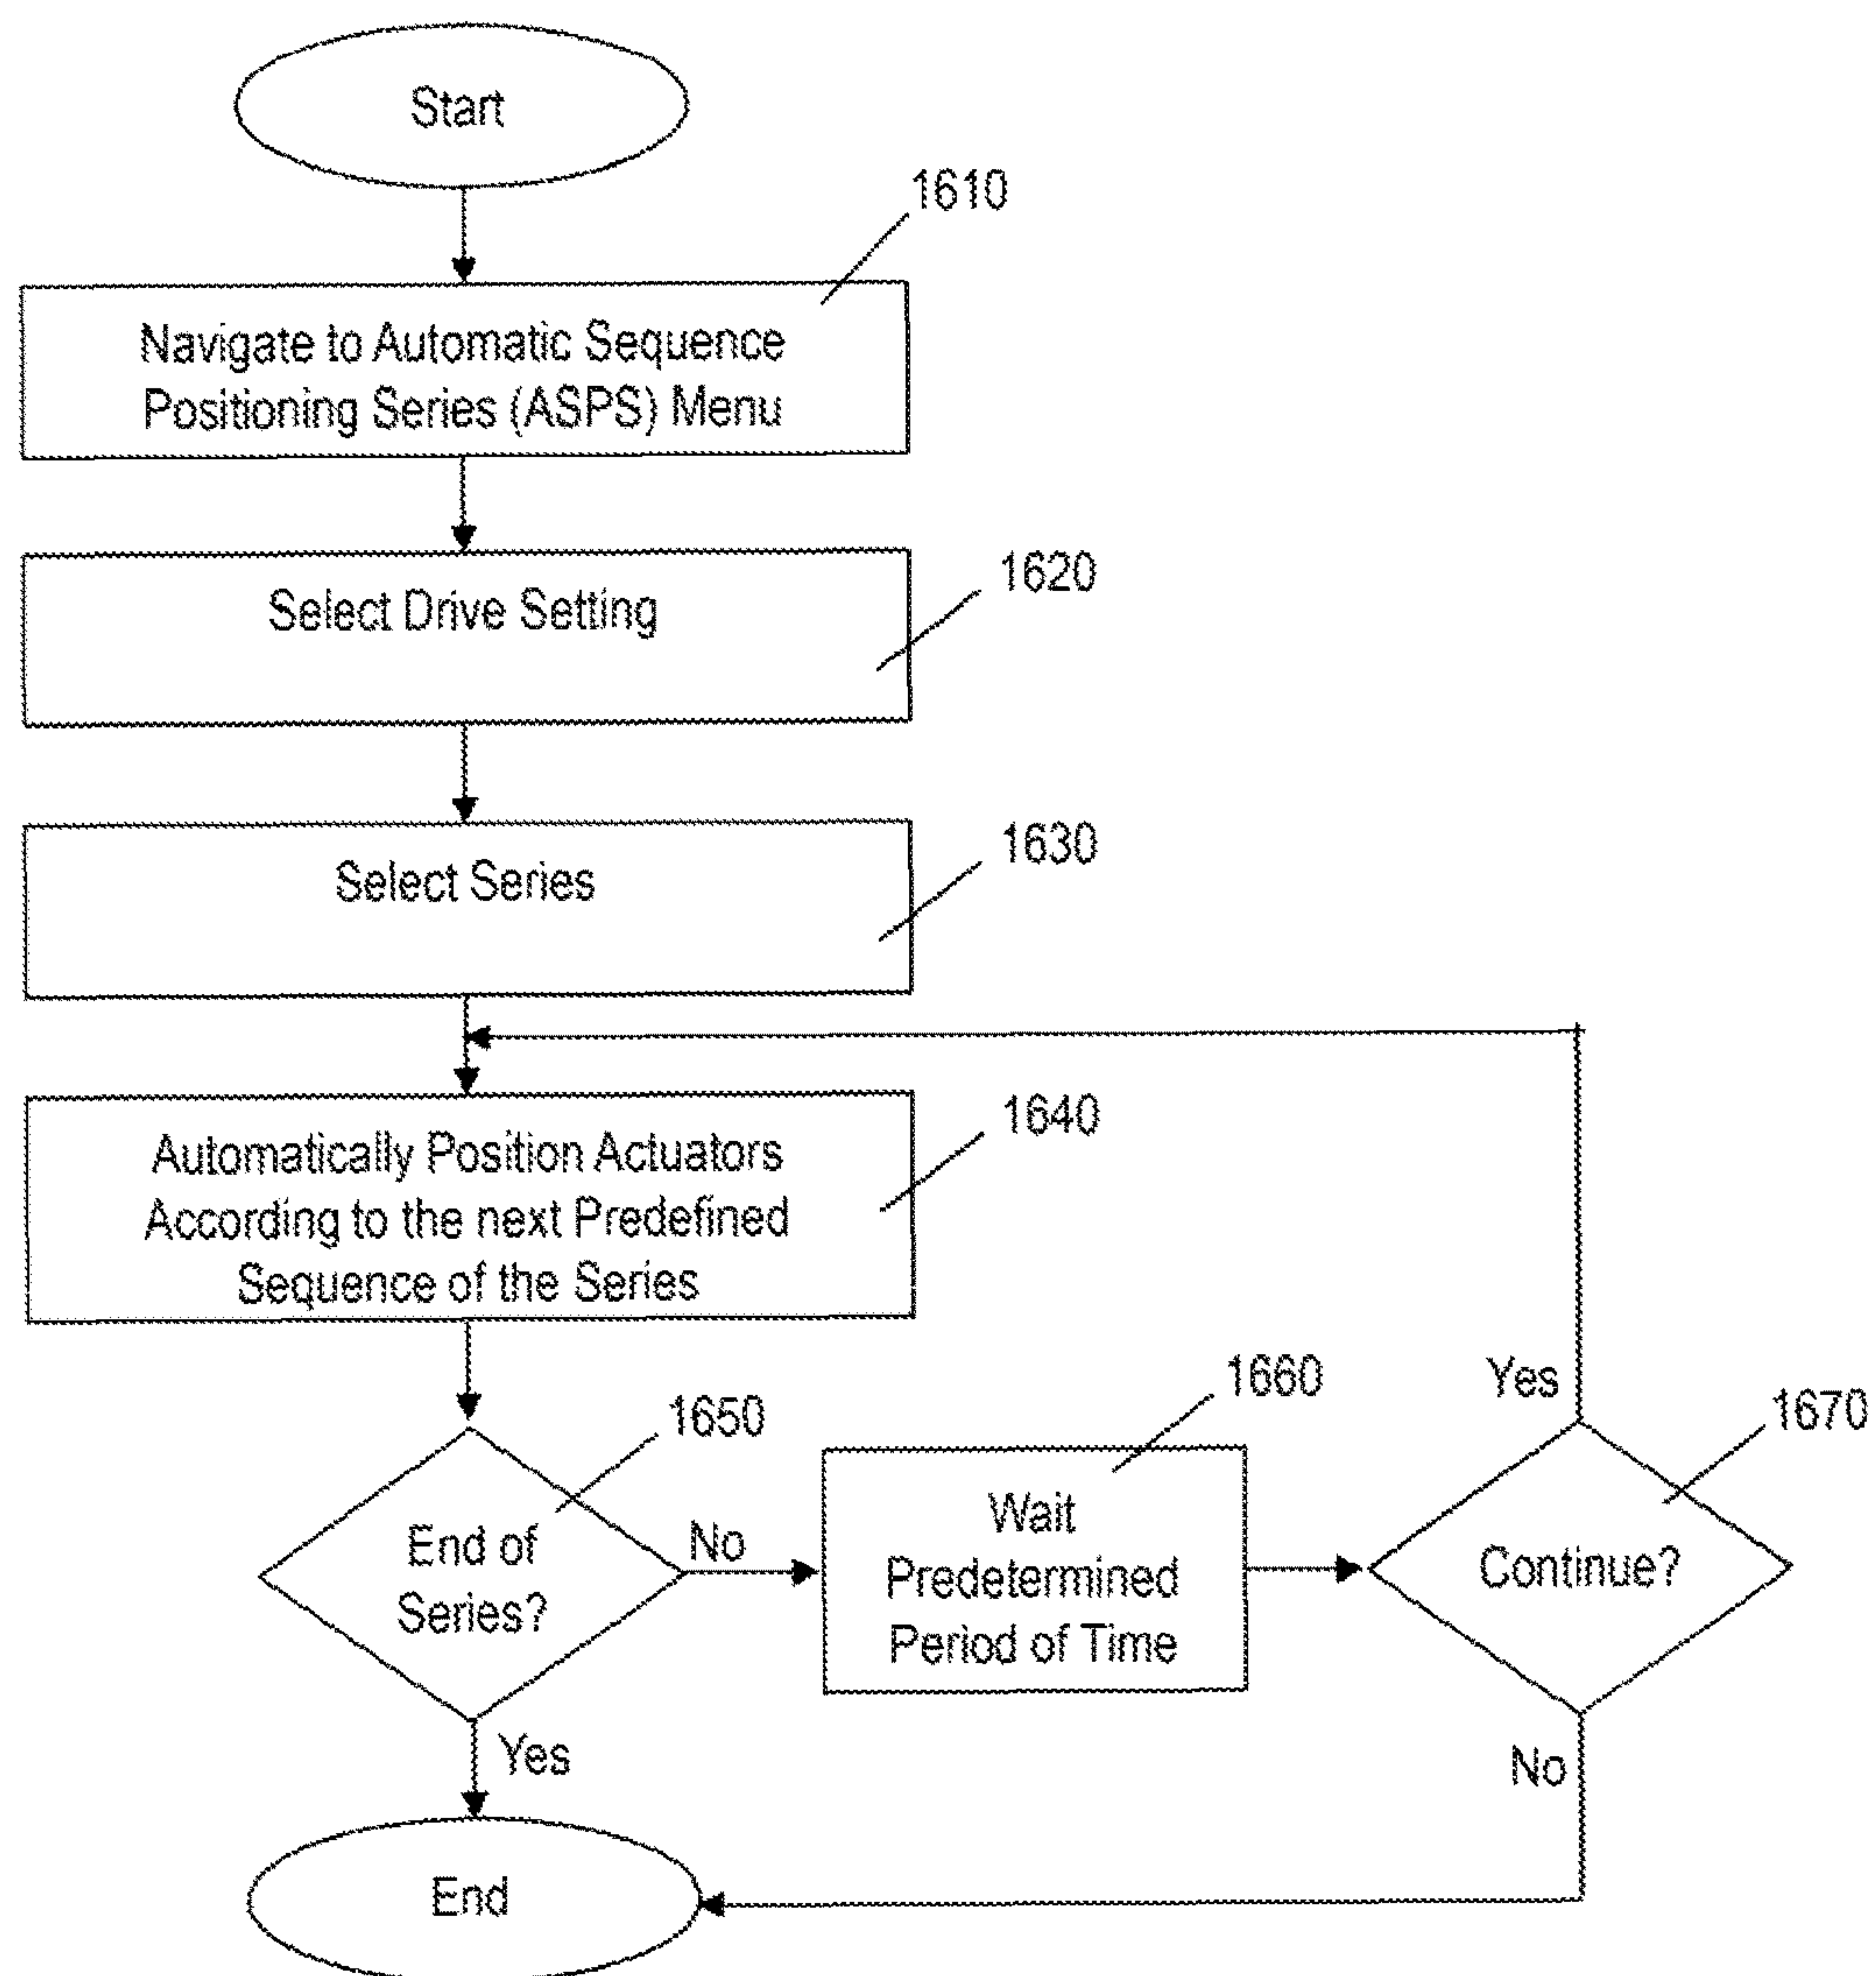 Start
1610
Navigate to Automatic Sequence
Positioning Series (ASPS) Menu
1620
Select Drive Setting
1630
Select Series
1640
Automatically Position Actuators
According to the next Predefined
Sequence of the Series
1650
End of
Series?
No
1660
Wait
Predetermined
Period of Time
Yes
1670
Continue?
Yes
No
End